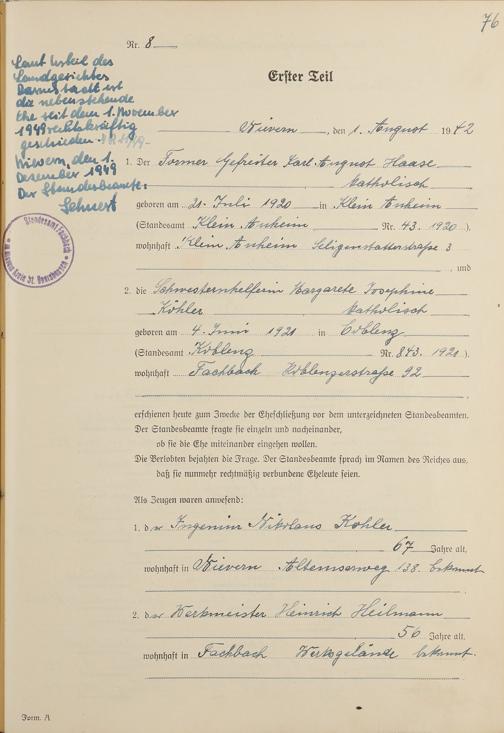 76
Nr. 8
Erster Teil
Laut Urteil des
Landgerichtes
Darmstadt ist
die nebenstehende
Ehe seit dem 1. November
1949 rechtskräftig
geschieden.
Nievern, den 1.
Dezember 1949
Der Standesbeamte:
Standesamt Fachbach
Nievern, den 1. August 1942
1. Der Former Gefreiter Karl August Haase
katholisch
geboren am 21. Juli 1920 in Klein Auheim
(Standesamt Klein Auheim Nr. 43. 1920).
wohnhaft Klein Auheim Seligenstatterstraße 3
, und
2. die Schwesternhelferin Margarete Josephine
Köhler katholisch
geboren am 4. Juni 1921 in Coblenz
(Standesamt Koblenz Nr. 843. 1921).
wohnhaft Fachbach Koblenzerstraße 92
erschienen heute zum Zwecke der Eheschließung vor dem unterzeichneten Standesbeamten.
Der Standesbeamte fragte sie einzeln und nacheinander,
ob sie die Ehe miteinander eingehen wollen.
Die Verlobten bejahten die Frage. Der Standesbeamte sprach im Namen des Reiches aus,
daß sie nunmehr rechtmäßig verbundene Eheleute seien.
Als Zeugen waren anwesend:
1. der Ingenieur Nikolaus Kohler
67 Jahre alt,
wohnhaft in Nievern 138. bekannt
2. der Werkmeister Heinrich Heilmann
56 Jahre alt,
wohnhaft in Fachbach Werksgelände bekannt.
Form. A